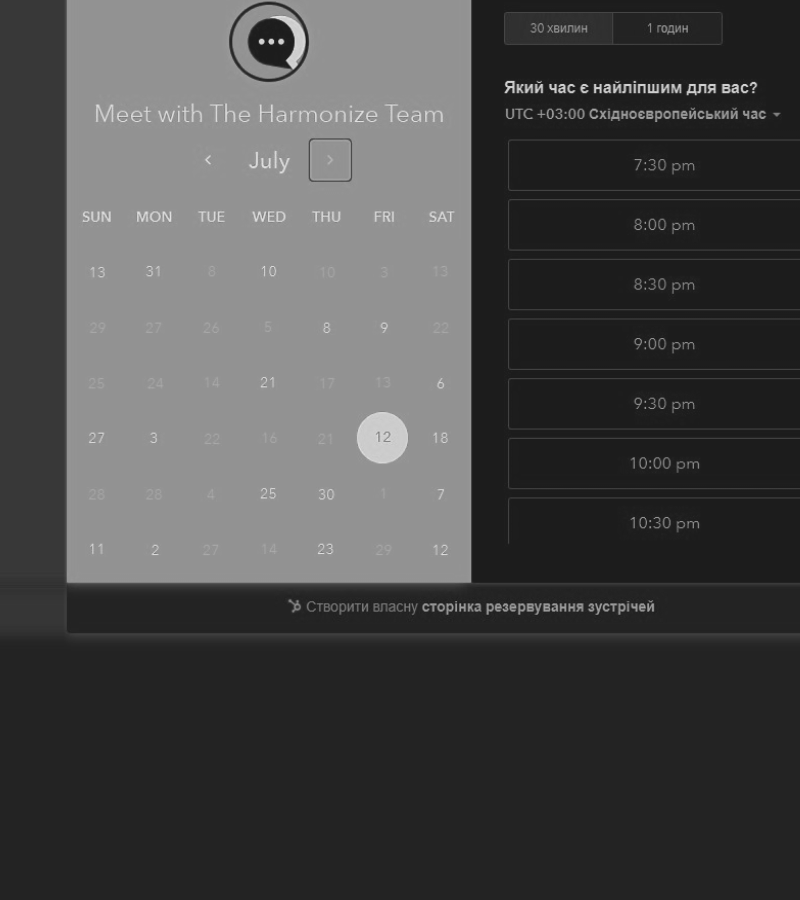 Meet with The Harmonize Team
July
SUN MON TUE WED THU FRI SAT
13 31 8 10 10 3 13
29 27 26 5 8 9 22
25 24 14 21 17 13 6
27 3 22 16 21 12 18
28 26 4 25 30 1 7
11 2 27 14 23 29 12
30 хвилин 1 годин
Який час є найліпшим для вас?
UTC +03:00 Східноєвропейський час
7:30 pm
8:00 pm
8:30 pm
9:00 pm
9:30 pm
10:00 pm
10:30 pm
Створити власну сторінка резервування зустрічей